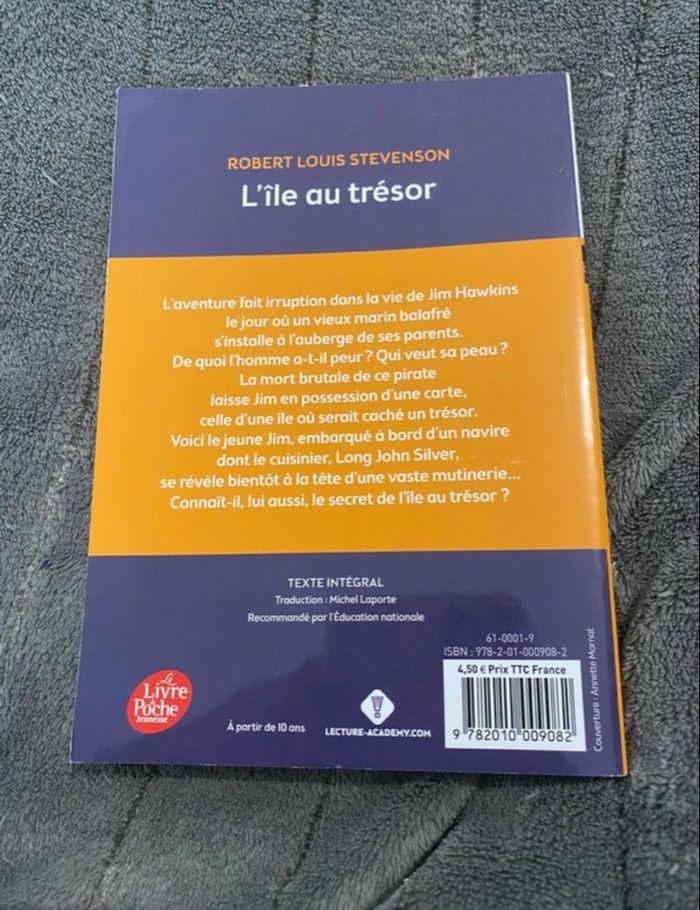 ROBERT LOUIS STEVENSON
L'île au trésor
L'aventure fait irruption dans la vie de Jim Hawkins
le jour où un vieux marin balafré
s'installe à l'auberge de ses parents.
De quoi l'homme a-t-il peur ? Qui veut sa peau ?
La mort brutale de ce pirate
laisse Jim en possession d'une carte,
celle d'une île où serait caché un trésor.
Voici le jeune Jim, embarqué à bord d'un navire
dont le cuisinier, Long John Silver,
se révèle bientôt à la tête d'une vaste mutinerie...
Connaît-il, lui aussi, le secret de l'île au trésor ?
TEXTE INTÉGRAL
Traduction : Michel Laporte
Recommandé par l'Éducation nationale
Le
Livre
de
Poche
Jeunesse
À partir de 10 ans
LECTURE-ACADEMY.COM
61-0001-9
ISBN : 978-2-01-000908-2
4,50 € Prix TTC France
9 782010 009082
Couverture : Annette Marnat